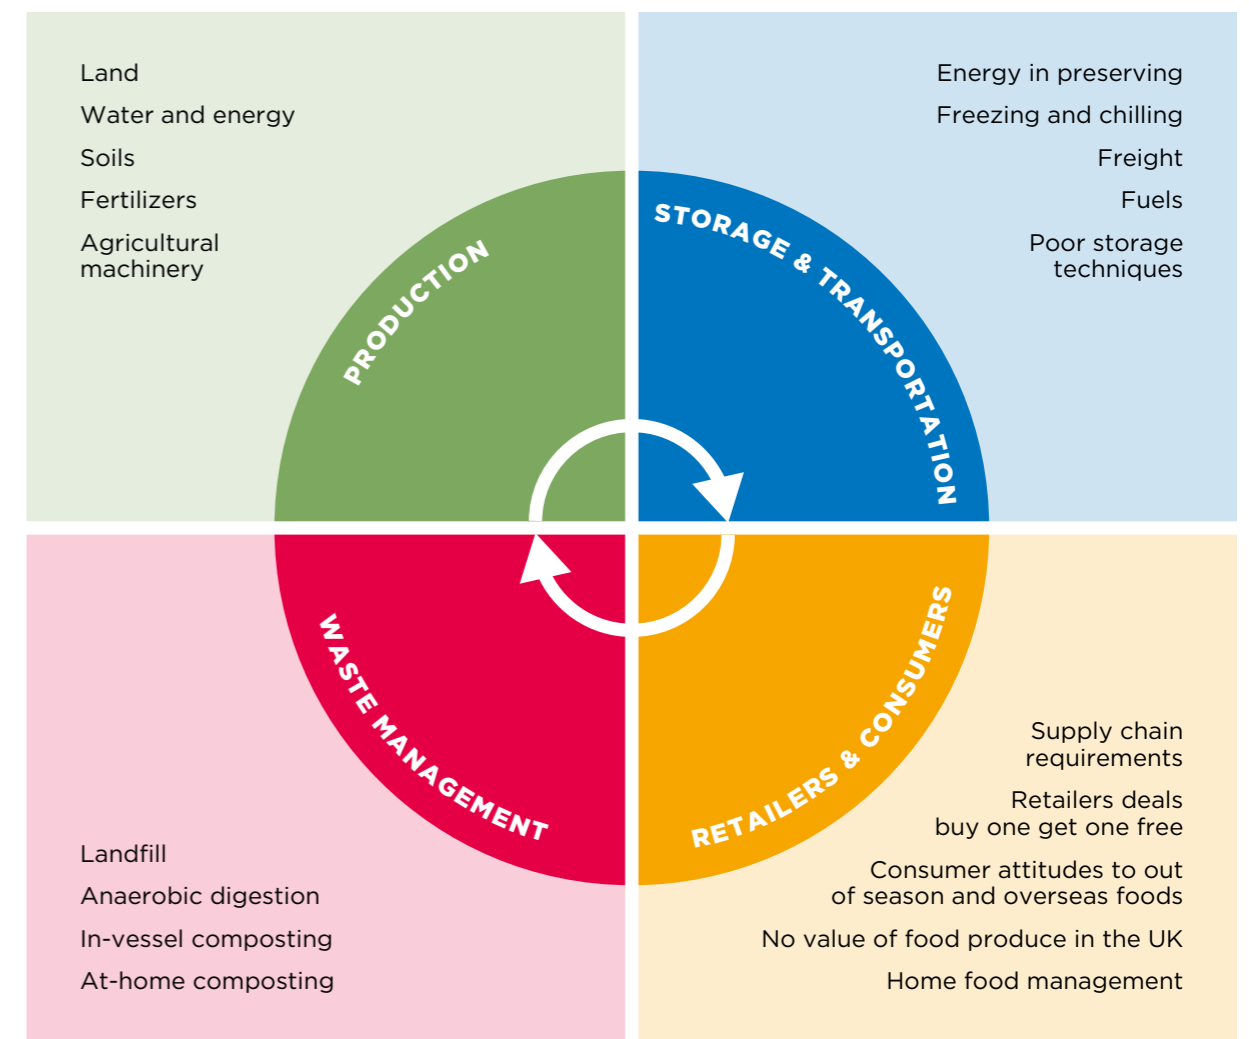 Land
Water and energy
Soils
Fertilizers
Agricultural
machinery
PRODUCTION
Energy in preserving
Freezing and chilling
Freight
Fuels
Poor storage
techniques
STORAGE & TRANSPORTATION
WASTE MANAGEMENT
Landfill
Anaerobic digestion
In-vessel composting
At-home composting
RETAILERS & CONSUMERS
Supply chain
requirements
Retailers deals
buy one get one free
Consumer attitudes to out
of season and overseas foods
No value of food produce in the UK
Home food management